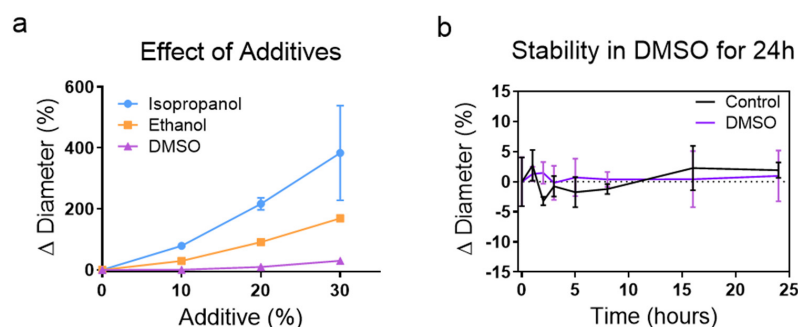 a
Effect of Additives
600
400
200
0
Δ Diameter (%)
Isopropanol
Ethanol
DMSO
0 10 20 30
Additive (%)
b
Stability in DMSO for 24h
15
10
5
0
-5
-10
-15
Δ Diameter (%)
Control
DMSO
0 5 10 15 20 25
Time (hours)